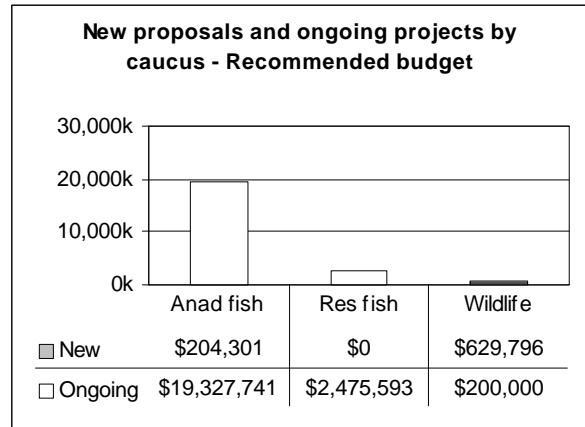 New proposals and ongoing projects by
caucus - Recommended budget
30,000k
20,000k
10,000k
0k
Anad fish Res fish Wildlife
New $204,301 $0 $629,796
Ongoing $19,327,741 $2,475,593 $200,000